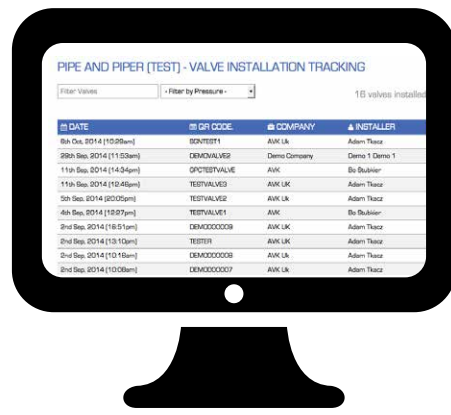 PIPE AND PIPER (TEST) - VALVE INSTALLATION TRACKING
Filter Valves - Filter by Pressure - 16 valves installed
DATE QR CODE COMPANY INSTALLER
6th Oct, 2014 (10:29am) SGNTEST1 AVK Uk Adam Tkacz
29th Sep, 2014 (11:53am) DEMOVALVE2 Demo Company Demo 1 Demo 1
11th Sep, 2014 (14:34pm) GPCTESTVALVE AVK Bo
11th Sep, 2014 (12:46pm) TESTVALVE3 AVK UK Adam Tkacz
5th Sep, 2014 (20:05pm) TESTVALVE2 AVK Uk Adam Tkacz
4th Sep, 2014 (12:27pm) TESTVALVE1 AVK Bo
2nd Sep, 2014 (16:51pm) DEMO000009 AVK UK Adam Tkacz
2nd Sep, 2014 (13:10pm) TESTER AVK UK Adam Tkacz
2nd Sep, 2014 (10:16am) DEMO000008 AVK Uk Adam Tkacz
2nd Sep, 2014 (10:08am) DEMO000007 AVK Uk Adam Tkacz